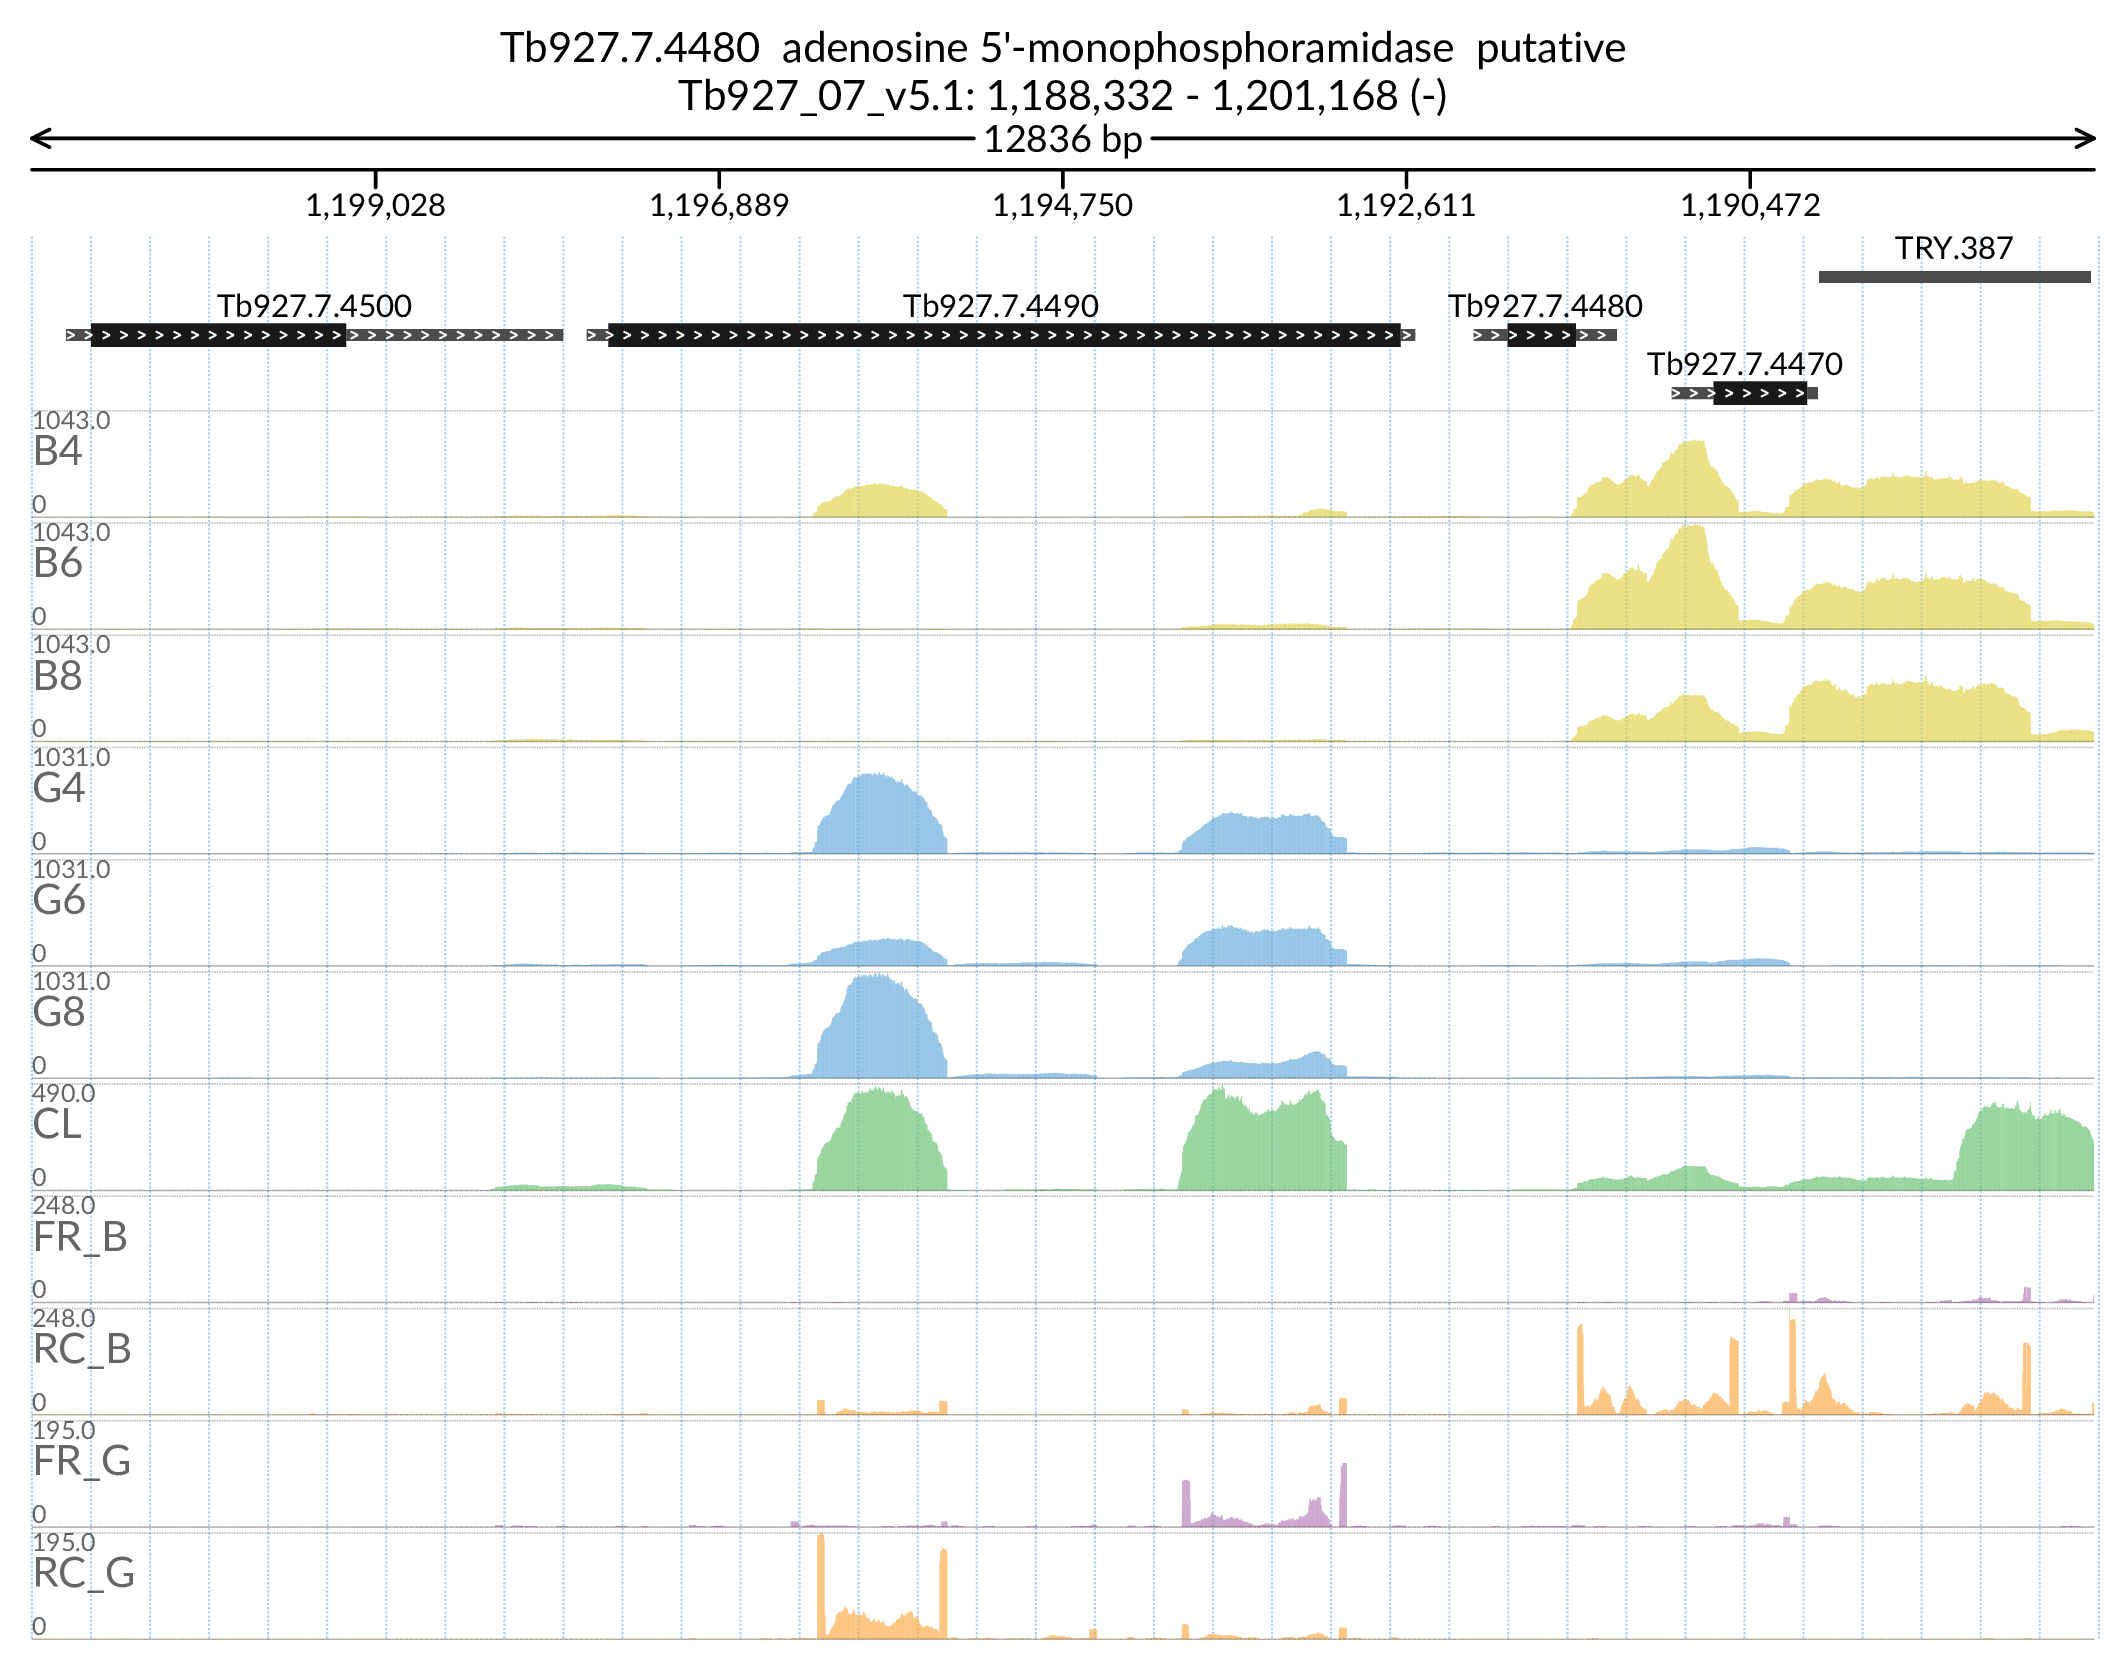 Tb927.7.4480  adenosine 5'-monophosphoramidase  putative
Tb927_07_v5.1: 1,188,332 - 1,201,168 (-)
12836 bp
1,199,028 1,196,889 1,194,750 1,192,611 1,190,472
TRY.387
Tb927.7.4500 Tb927.7.4490 Tb927.7.4480
Tb927.7.4470
1043.0
B4
0
1043.0
B6
0
1043.0
B8
0
1031.0
G4
0
1031.0
G6
0
1031.0
G8
0
490.0
CL
0
248.0
FR_B
0
248.0
RC_B
0
195.0
FR_G
0
195.0
RC_G
0